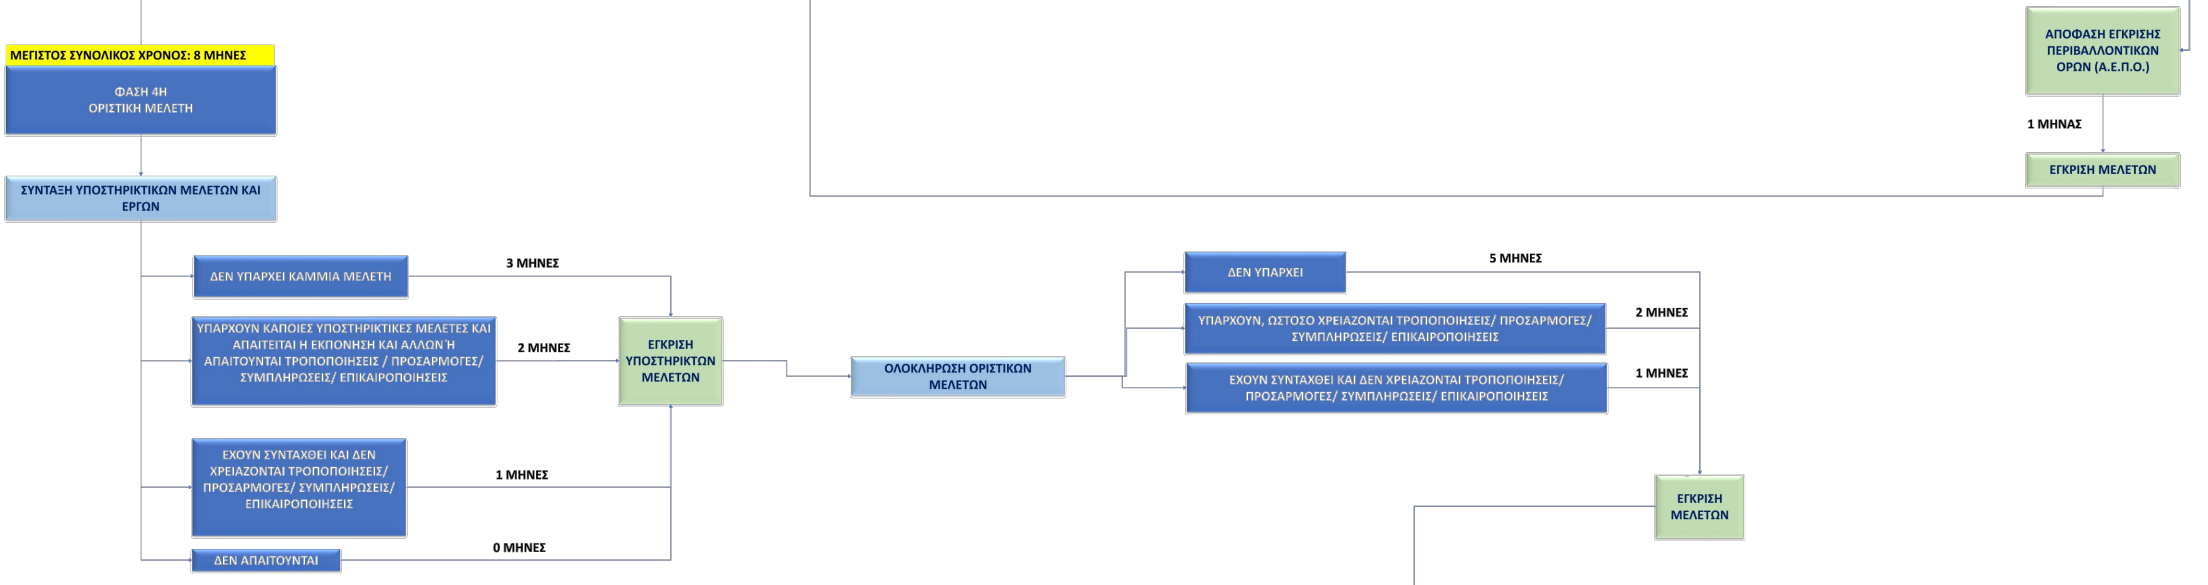 ΜΕΓΙΣΤΟΣ ΣΥΝΟΛΙΚΟΣ ΧΡΟΝΟΣ: 8 ΜΗΝΕΣ
ΦΑΣΗ 4Η
ΟΡΙΣΤΙΚΗ ΜΕΛΕΤΗ
ΣΥΝΤΑΞΗ ΥΠΟΣΤΗΡΙΚΤΙΚΩΝ ΜΕΛΕΤΩΝ ΚΑΙ
ΕΡΓΩΝ
ΑΠΟΦΑΣΗ ΕΓΚΡΙΣΗΣ
ΠΕΡΙΒΑΛΛΟΝΤΙΚΩΝ
ΟΡΩΝ (Α.Ε.Π.Ο.)
1 ΜΗΝΑΣ
ΕΓΚΡΙΣΗ ΜΕΛΕΤΩΝ
ΔΕΝ ΥΠΑΡΧΕΙ ΚΑΜΜΙΑ ΜΕΛΕΤΗ
3 ΜΗΝΕΣ
ΥΠΑΡΧΟΥΝ ΚΑΠΟΙΕΣ ΥΠΟΣΤΗΡΙΚΤΙΚΕΣ ΜΕΛΕΤΕΣ ΚΑΙ
ΑΠΑΙΤΕΙΤΑΙ Η ΕΚΠΟΝΗΣΗ ΚΑΙ ΑΛΛΩΝ Ή
ΑΠΑΙΤΟΥΝΤΑΙ ΤΡΟΠΟΠΟΙΗΣΕΙΣ / ΠΡΟΣΑΡΜΟΓΕΣ/
ΣΥΜΠΛΗΡΩΣΕΙΣ/ ΕΠΙΚΑΙΡΟΠΟΙΗΣΕΙΣ
2 ΜΗΝΕΣ
ΕΧΟΥΝ ΣΥΝΤΑΧΘΕΙ ΚΑΙ ΔΕΝ
ΧΡΕΙΑΖΟΝΤΑΙ ΤΡΟΠΟΠΟΙΗΣΕΙΣ/
ΠΡΟΣΑΡΜΟΓΕΣ/ ΣΥΜΠΛΗΡΩΣΕΙΣ/
ΕΠΙΚΑΙΡΟΠΟΙΗΣΕΙΣ
1 ΜΗΝΕΣ
ΔΕΝ ΑΠΑΙΤΟΥΝΤΑΙ
0 ΜΗΝΕΣ
ΕΓΚΡΙΣΗ
ΥΠΟΣΤΗΡΙΚΤΩΝ
ΜΕΛΕΤΩΝ
ΟΛΟΚΛΗΡΩΣΗ ΟΡΙΣΤΙΚΩΝ
ΜΕΛΕΤΩΝ
ΔΕΝ ΥΠΑΡΧΕΙ
5 ΜΗΝΕΣ
ΥΠΑΡΧΟΥΝ, ΩΣΤΟΣΟ ΧΡΕΙΑΖΟΝΤΑΙ ΤΡΟΠΟΠΟΙΗΣΕΙΣ/ ΠΡΟΣΑΡΜΟΓΕΣ/
ΣΥΜΠΛΗΡΩΣΕΙΣ/ ΕΠΙΚΑΙΡΟΠΟΙΗΣΕΙΣ
2 ΜΗΝΕΣ
ΕΧΟΥΝ ΣΥΝΤΑΧΘΕΙ ΚΑΙ ΔΕΝ ΧΡΕΙΑΖΟΝΤΑΙ ΤΡΟΠΟΠΟΙΗΣΕΙΣ/
ΠΡΟΣΑΡΜΟΓΕΣ/ ΣΥΜΠΛΗΡΩΣΕΙΣ/ ΕΠΙΚΑΙΡΟΠΟΙΗΣΕΙΣ
1 ΜΗΝΕΣ
ΕΓΚΡΙΣΗ
ΜΕΛΕΤΩΝ